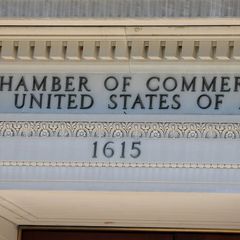 HAMBER OF COMMER
UNITED STATES OF
1615